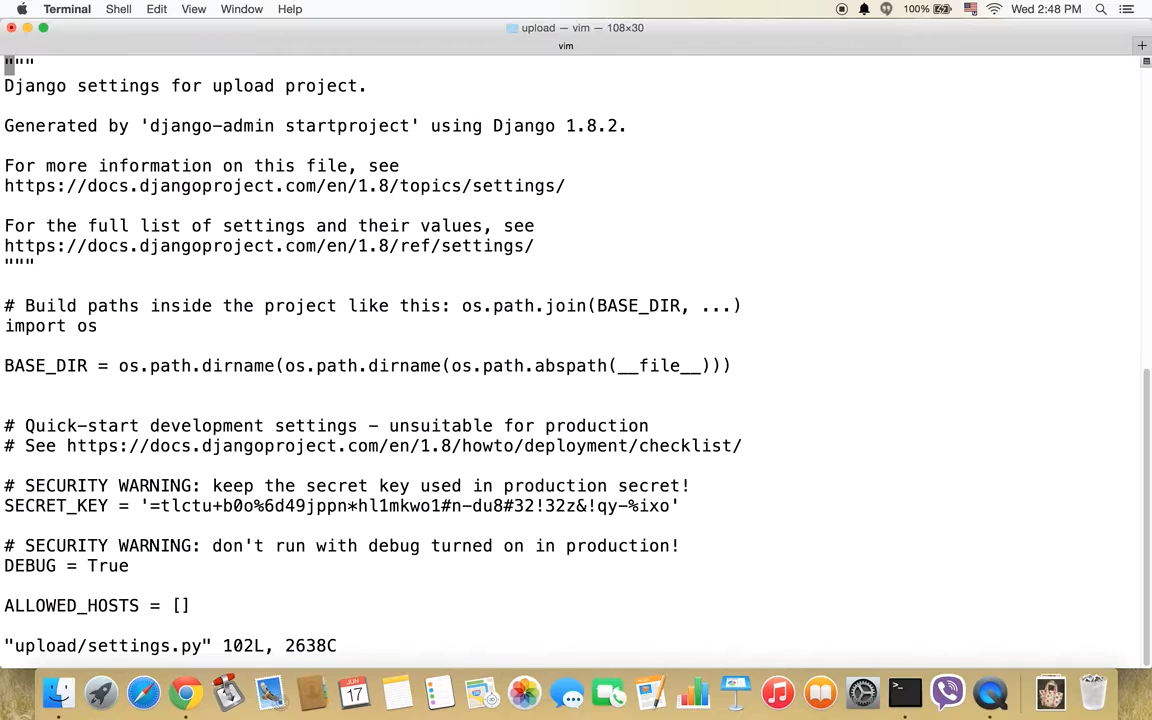 Terminal Shell Edit View Window Help 100% Wed 2:48 PM
upload — vim — 108×30
vim
"""
Django settings for upload project.
Generated by 'django-admin startproject' using Django 1.8.2.
For more information on this file, see
https://docs.djangoproject.com/en/1.8/topics/settings/
For the full list of settings and their values, see
https://docs.djangoproject.com/en/1.8/ref/settings/
"""
# Build paths inside the project like this: os.path.join(BASE_DIR, ...)
import os
BASE_DIR = os.path.dirname(os.path.dirname(os.path.abspath(__file__)))
# Quick-start development settings - unsuitable for production
# See https://docs.djangoproject.com/en/1.8/howto/deployment/checklist/
# SECURITY WARNING: keep the secret key used in production secret!
SECRET_KEY = '=tlctu+b0o%6d49jppn*hl1mkwo1#n-du8#32!32z&!qy-%ixo'
# SECURITY WARNING: don't run with debug turned on in production!
DEBUG = True
ALLOWED_HOSTS = []
"upload/settings.py" 102L, 2638C
17